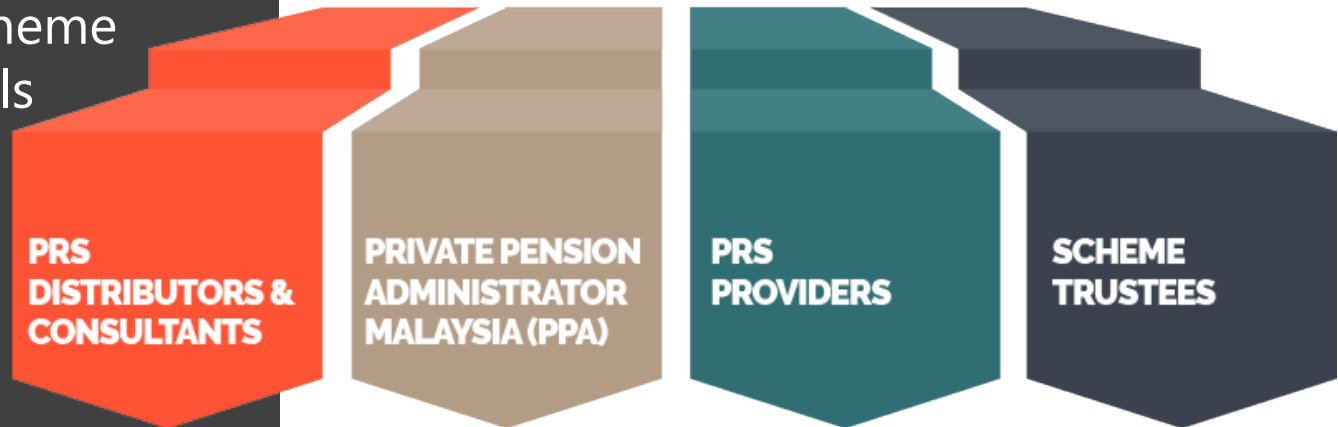 PRS
DISTRIBUTORS &
CONSULTANTS
PRIVATE PENSION
ADMINISTRATOR
MALAYSIA (PPA)
PRS
PROVIDERS
SCHEME
TRUSTEES